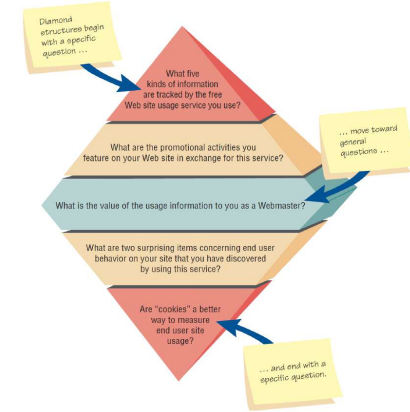 Diamond
structures begin
with a specific
question ...
What five
kinds of information
are tracked by the free
Web site usage service you use?
What are the promotional activities you
feature on your Web site in exchange for this service?
... move toward
general
questions ...
What is the value of the usage information to you as a Webmaster?
What are two surprising items concerning end user
behavior on your site that you have discovered
by using this service?
Are “cookies” a better
way to measure
end user site
usage?
... and end with a
specific question.